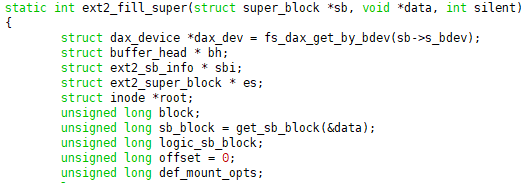 static int ext2_fill_super(struct super_block *sb, void *data, int silent)
{
struct dax_device *dax_dev = fs_dax_get_by_bdev(sb->s_bdev);
struct buffer_head * bh;
struct ext2_sb_info * sbi;
struct ext2_super_block * es;
struct inode *root;
unsigned long block;
unsigned long sb_block = get_sb_block(&data);
unsigned long logic_sb_block;
unsigned long offset = 0;
unsigned long def_mount_opts;